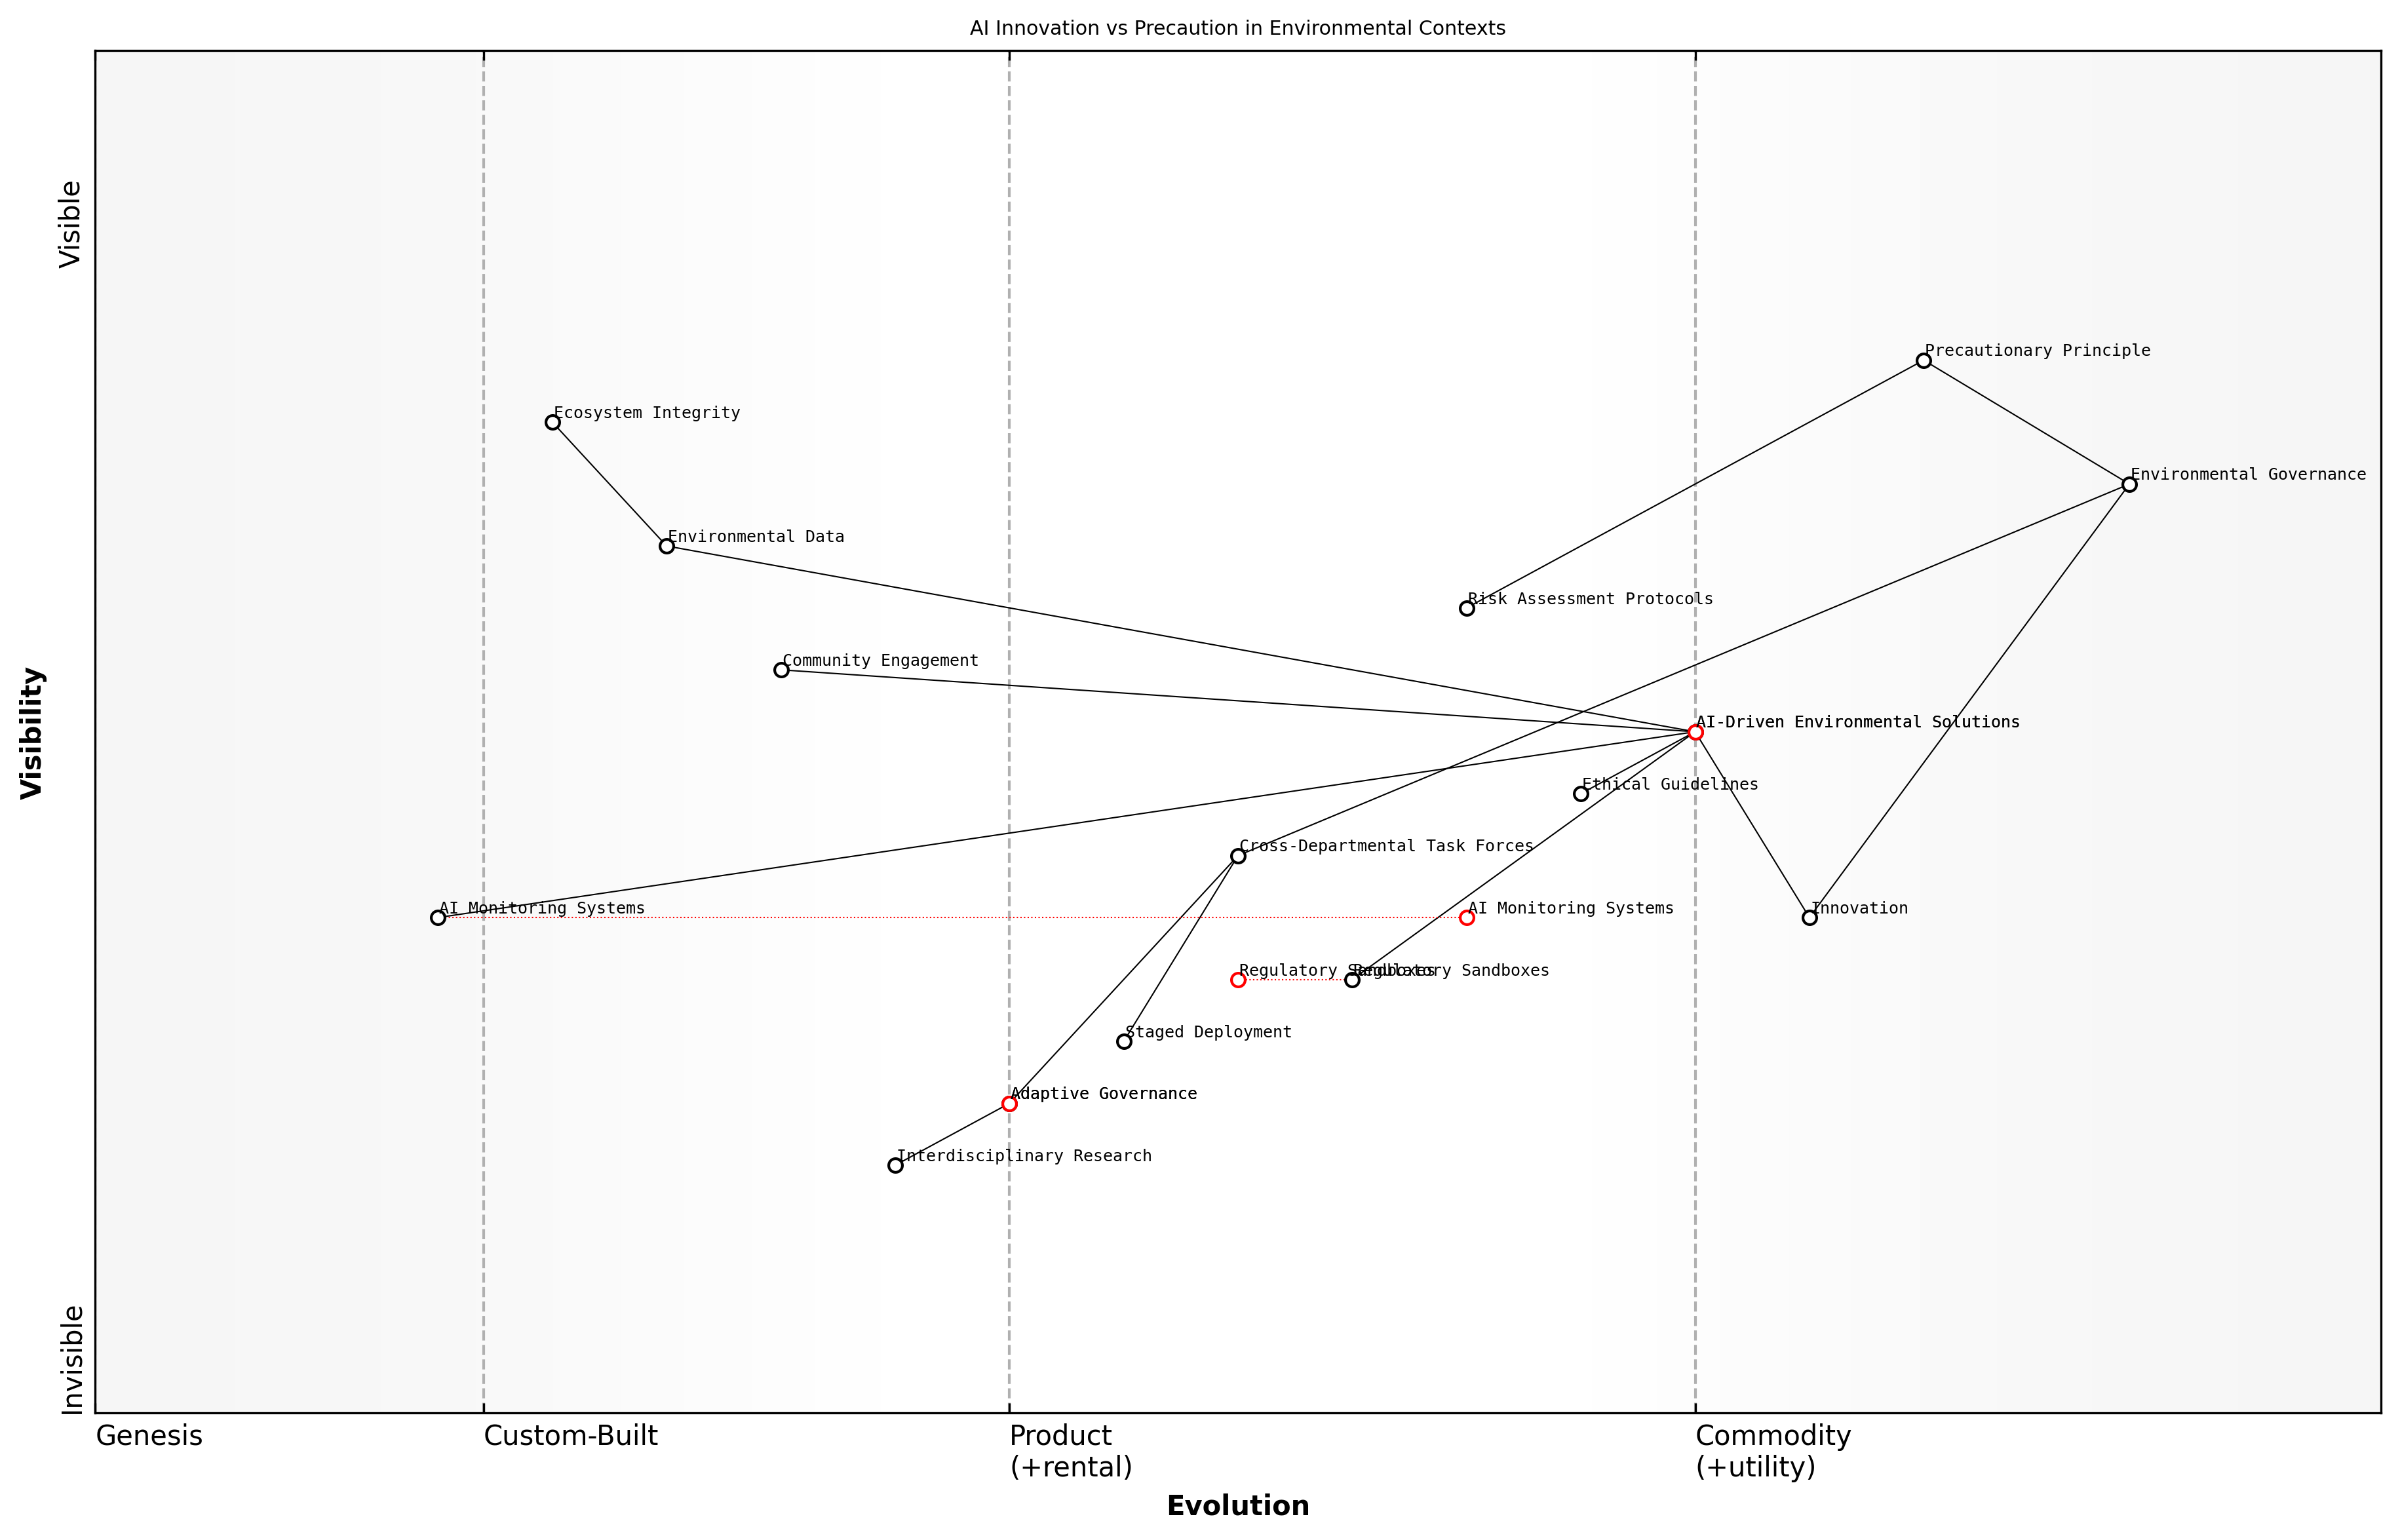 AI Innovation vs Precaution in Environmental Contexts
Visible
Precautionary Principle
Ecosystem Integrity
Environmental Governance
Environmental Data
Risk Assessment Protocols
Community Engagement
Visibility
AI-Driven Environmental Solutions
Ethical Guidelines
Cross-Departmental Task Forces
AI Monitoring Systems
AI Monitoring Systems
Innovation
Regulatory Sandboxes
Regulatory Sandboxes
Staged Deployment
Adaptive Governance
Interdisciplinary Research
Invisible
Genesis
Custom-Built
Product
(+rental)
Commodity
(+utility)
Evolution